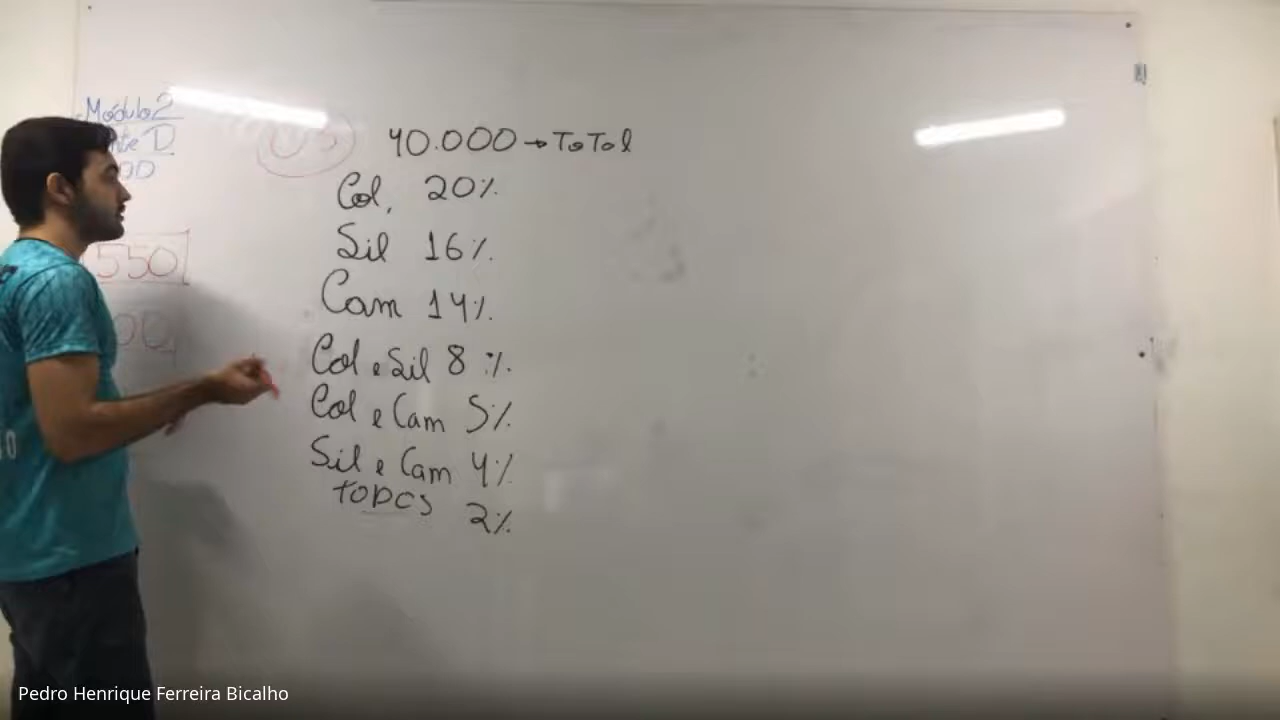 Módulo 2
D
550
40.000 → ToTal
Col. 20%
Sil 16%
Cam 14%
Col e Sil 8 %
Col e Cam 5%
Sil e Cam 4%
TODOS 2%
Pedro Henrique Ferreira Bicalho